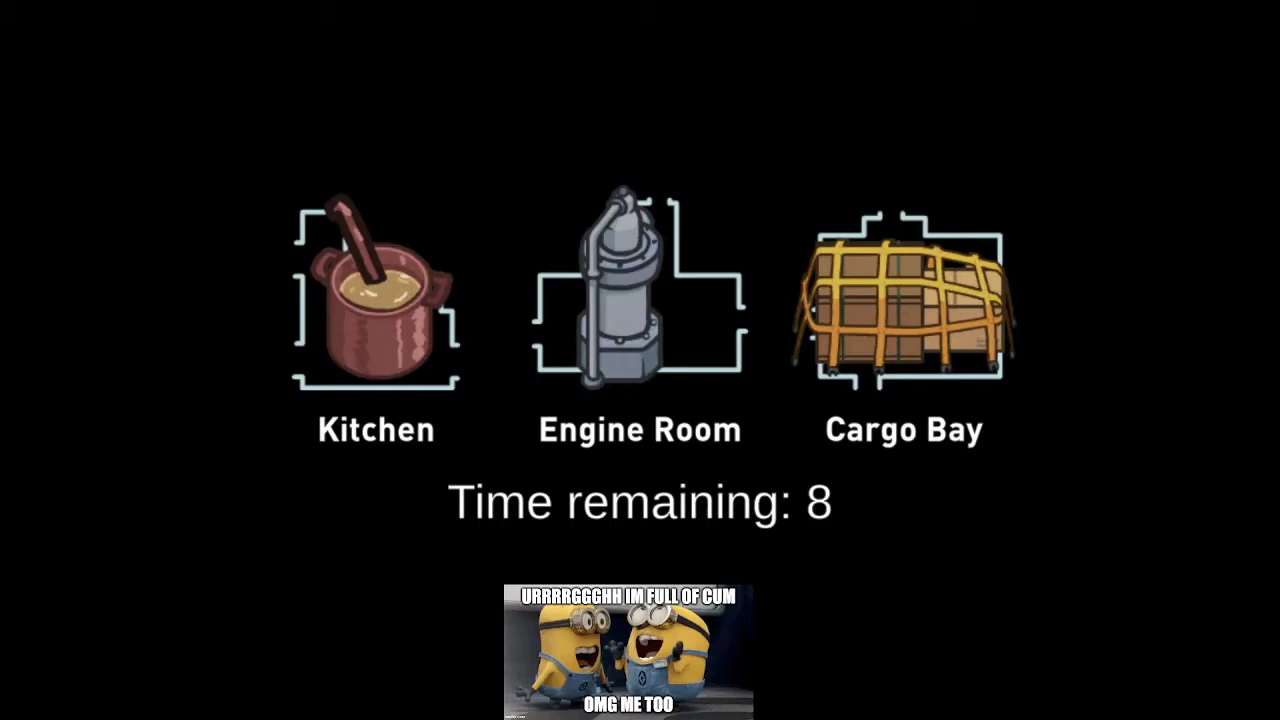 Kitchen
Engine Room
Cargo Bay
Time remaining: 8
URRRRGGGHH IM FULL OF CUM
OMG ME TOO